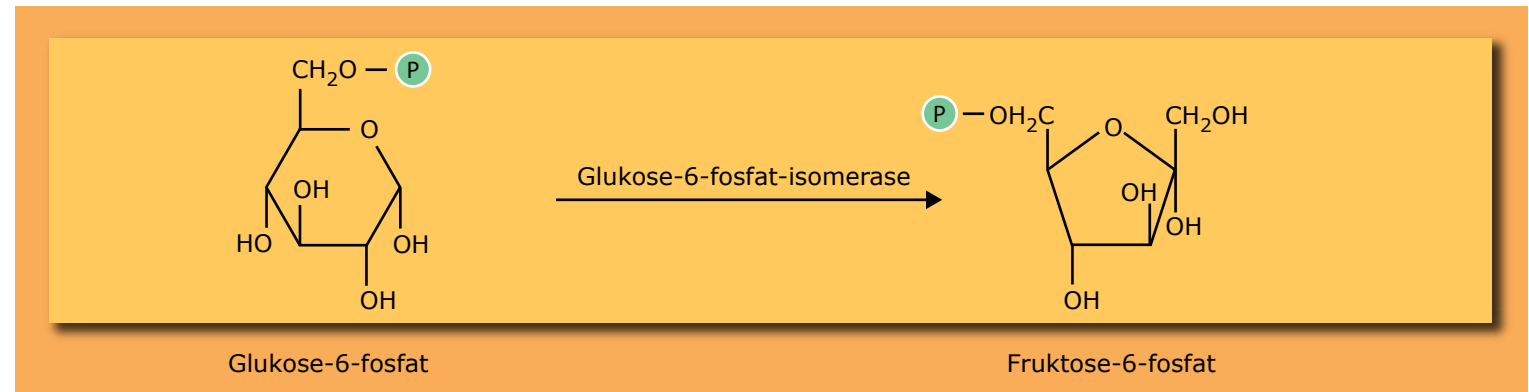 CH₂O — P
O
OH
HO
OH
OH
Glukose-6-fosfat-isomerase
P — OH₂C
O
CH₂OH
OH
OH
OH
Glukose-6-fosfat
Fruktose-6-fosfat